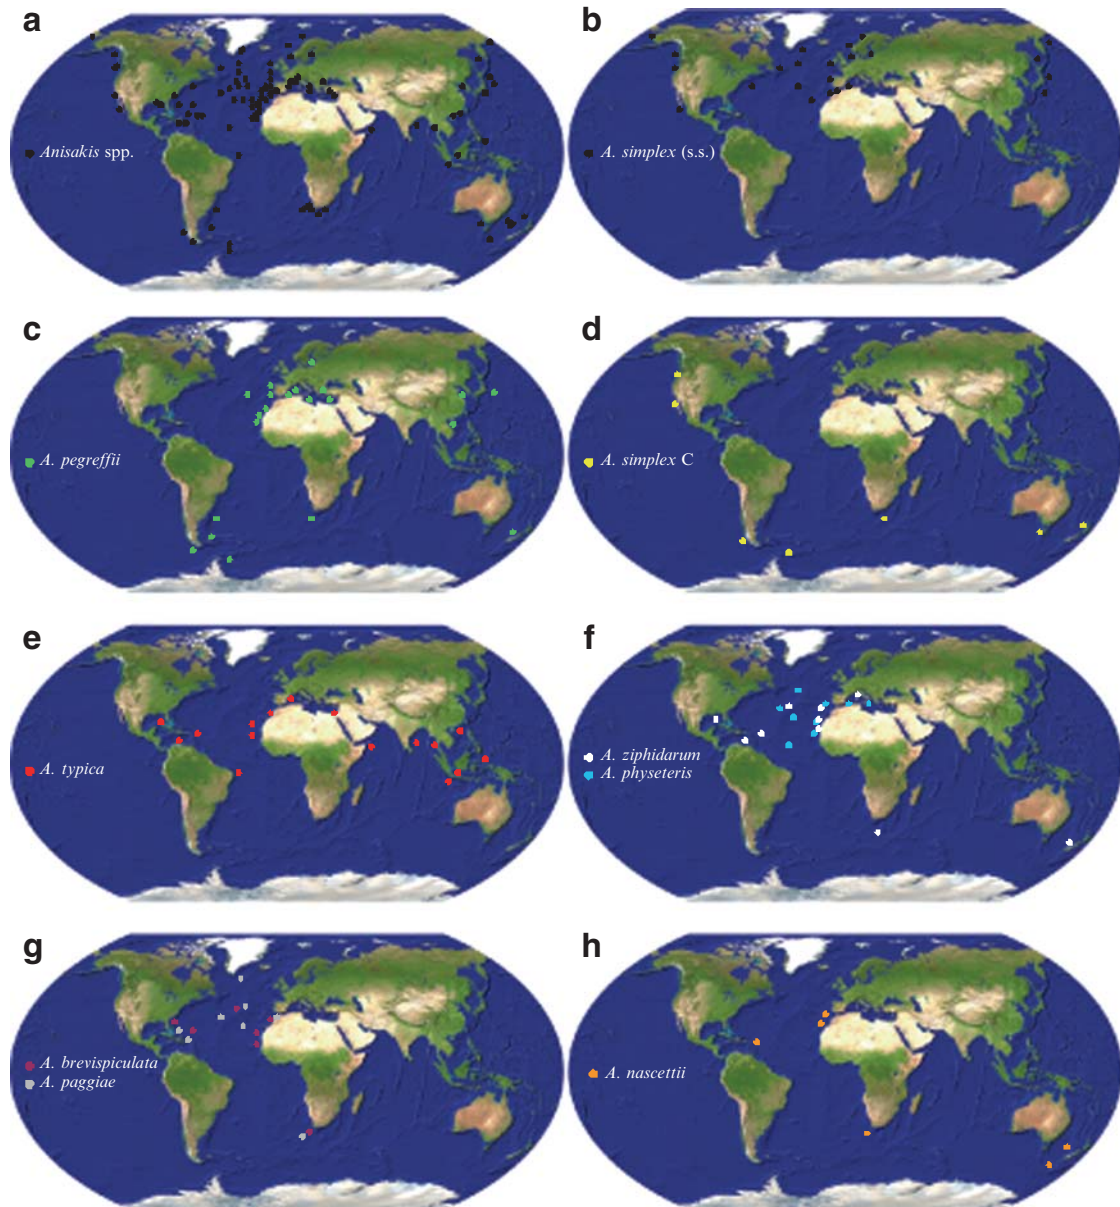 a
Anisakis spp.
b
A. simplex (s.s.)
c
A. pegreffii
d
A. simplex C
e
A. typica
f
A. ziphidarum
A. physeteris
g
A. brevispiculata
A. paggiae
h
A. nascettii